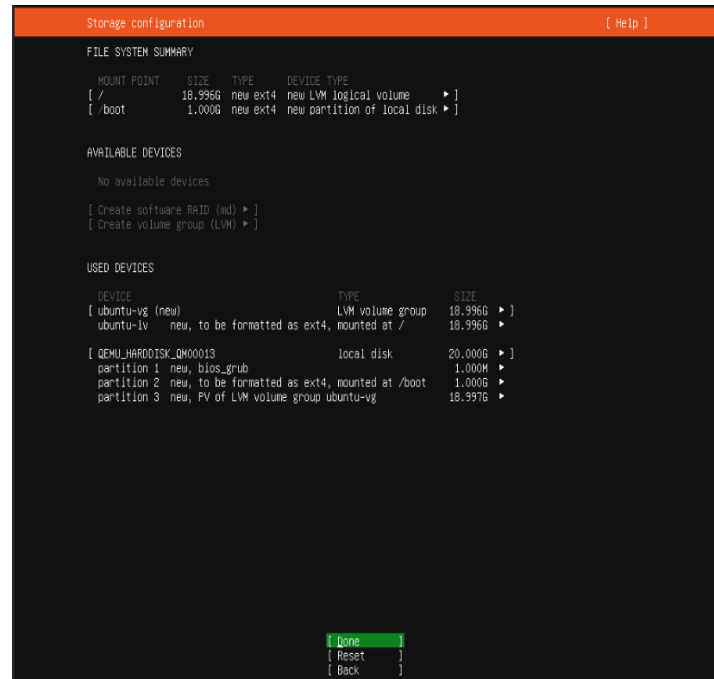 Storage configuration [ Help ]
FILE SYSTEM SUMMARY
MOUNT POINT SIZE TYPE DEVICE TYPE
[ / 18.996G new ext4 new LVM logical volume ▸ ]
[ /boot 1.000G new ext4 new partition of local disk ▸ ]
AVAILABLE DEVICES
No available devices
[ Create software RAID (md) ▸ ]
[ Create volume group (LVM) ▸ ]
USED DEVICES
DEVICE TYPE SIZE
[ ubuntu-vg (new) LVM volume group 18.996G ▸ ]
ubuntu-lv new, to be formatted as ext4, mounted at / 18.996G ▸
[ QEMU_HARDDISK_QM00013 local disk 20.000G ▸ ]
partition 1 new, bios_grub 1.000M ▸
partition 2 new, to be formatted as ext4, mounted at /boot 1.000G ▸
partition 3 new, PV of LVM volume group ubuntu-vg 18.997G ▸
[ Done ]
[ Reset ]
[ Back ]